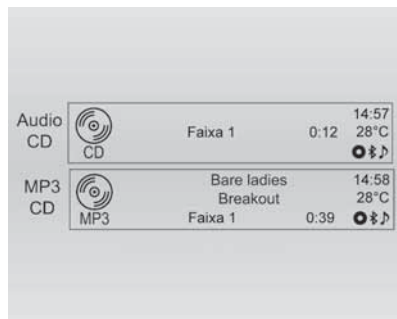 Audio CD
CD
Faixa 1 0:12
14:57
28°C
MP3 CD
MP3
Bare ladies
Breakout
Faixa 1 0:39
14:58
28°C